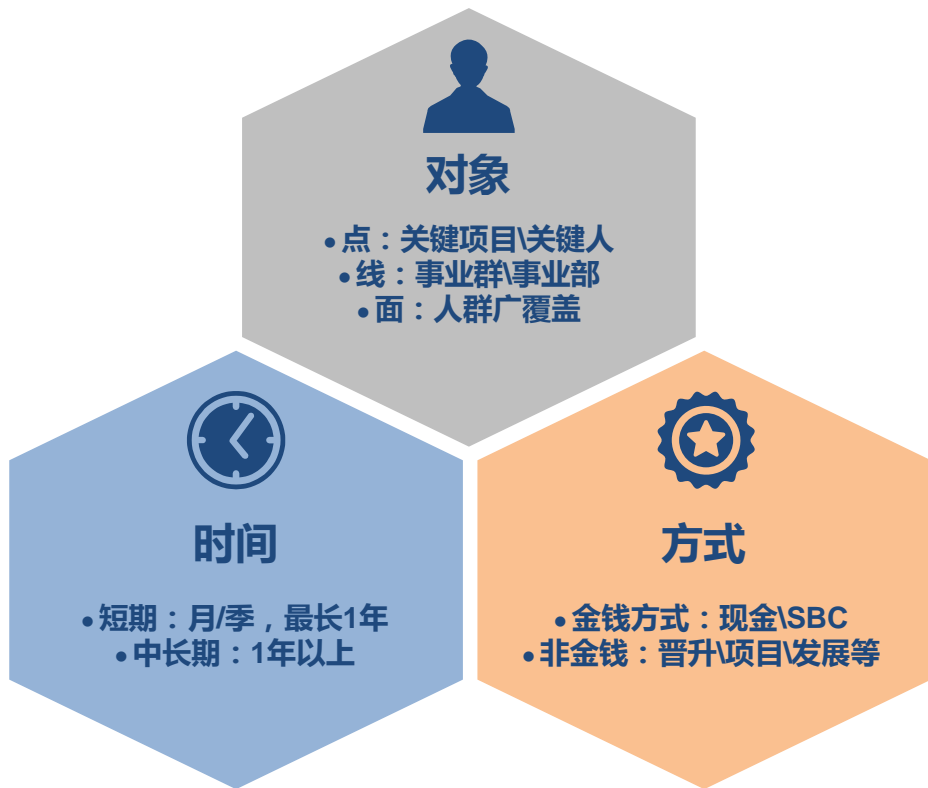 对象
•点：关键项目\关键人
•线：事业群\事业部
•面：人群广覆盖
时间
•短期：月/季，最长1年
•中长期：1年以上
方式
•金钱方式：现金\SBC
•非金钱：晋升\项目\发展等